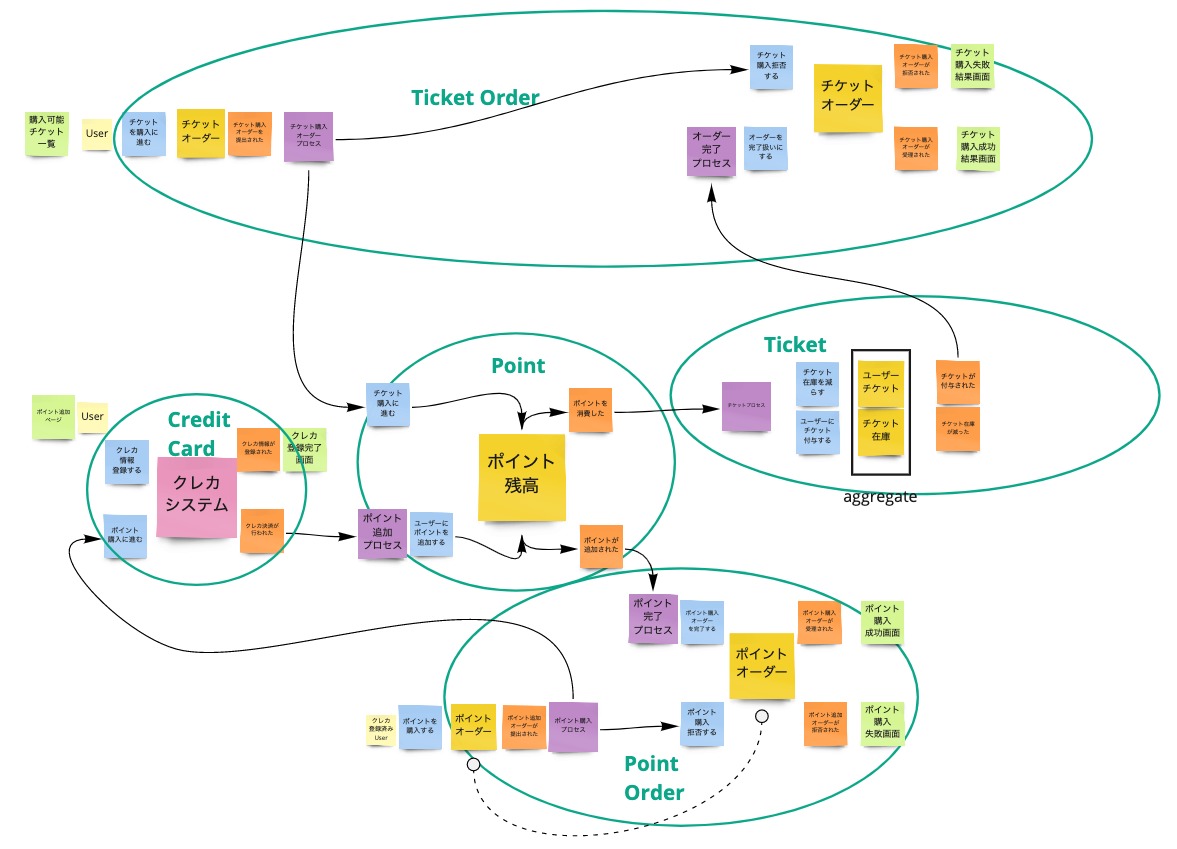 Ticket Order
購入可能
チケット
一覧
User
チケット
を購入に
進む
チケット
オーダー
チケット購入
オーダーを
提出された
チケット購入
オーダー
プロセス
チケット
購入拒否
する
チケット
オーダー
チケット購入
オーダーが
拒否された
チケット
購入失敗
結果画面
オーダー
完了
プロセス
オーダーを
完了扱いに
する
チケット購入
オーダーが
受理された
チケット
購入成功
結果画面
Point
チケット
購入に
進む
ポイントを
消費した
ポイント
残高
ポイント
追加
プロセス
ユーザーに
ポイントを
追加する
ポイントが
追加された
Ticket
チケットプロセス
チケット
在庫を減
らす
ユーザーに
チケット
付与する
ユーザー
チケット
チケット
在庫
チケットが
付与された
チケット在庫
が減った
aggregate
ポイント追加
ページ
User
Credit
Card
クレカ
情報
登録する
クレカ
システム
クレカ情報が
登録された
クレカ
登録完了
画面
ポイント
購入に進む
クレカ決済が
行われた
ポイント
完了
プロセス
ポイント購入
オーダー
を完了する
ポイント
オーダー
ポイント購入
オーダーが
受理された
ポイント
購入
成功画面
クレカ
登録済み
User
ポイントを
購入する
ポイント
オーダー
ポイント追加
オーダーが
提出された
ポイント購入
プロセス
ポイント
購入
拒否する
ポイント追加
オーダーが
拒否された
ポイント
購入
失敗画面
Point
Order